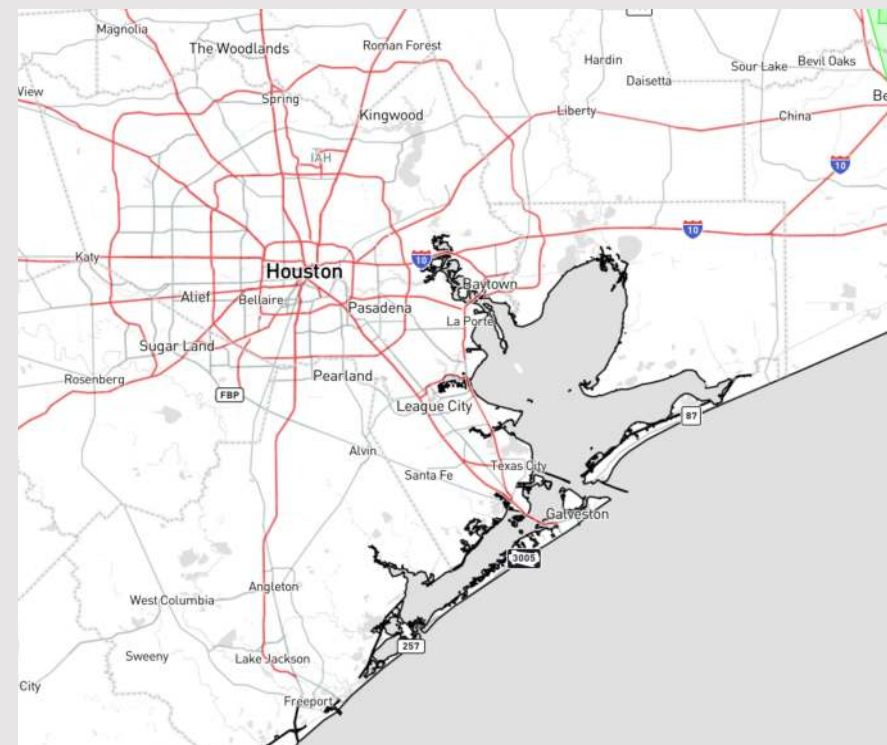 Magnolia
The Woodlands
Roman Forest
Hardin
Daisetta
Sour Lake
Bevil Oaks
View
Spring
Kingwood
Liberty
China
Be
IAH
10
10
10
Katy
Houston
Baytown
Alief
Bellaire
Pasadena
La Porte
Sugar Land
Rosenberg
Pearland
FBP
League City
87
Alvin
Santa Fe
Texas City
Galveston
3005
Angleton
West Columbia
257
Sweeny
Lake Jackson
City
Freeport